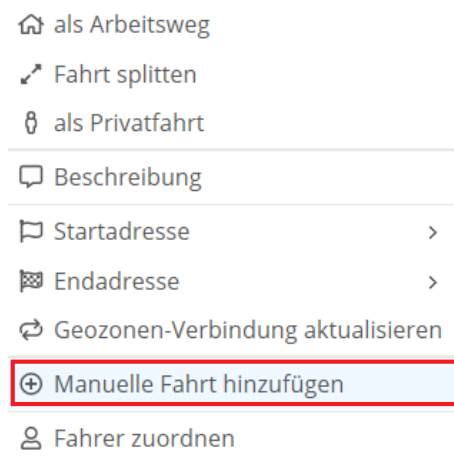 als Arbeitsweg
Fahrt splitten
als Privatfahrt
Beschreibung
Startadresse
Endadresse
Geozonen-Verbindung aktualisieren
Manuelle Fahrt hinzufügen
Fahrer zuordnen